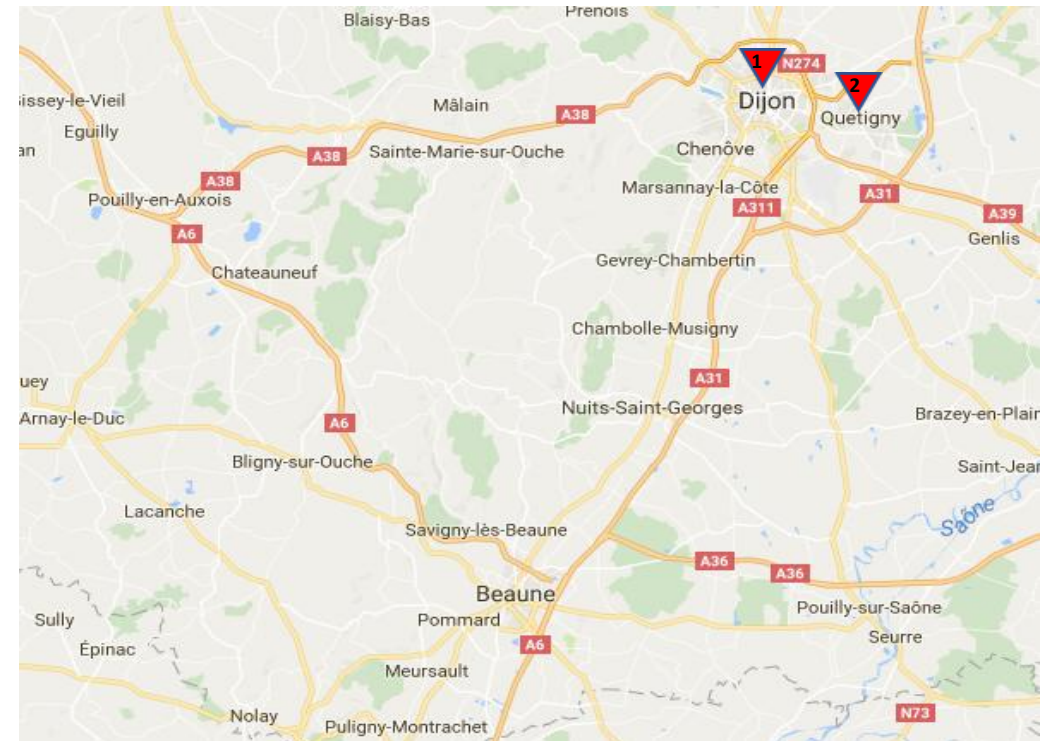 Blaisy-Bas
Prenois
1
N274
2
Dijon
issey-le-Vieil
Mâlain
A38
Quetigny
Eguilly
an
Chenôve
A38
Sainte-Marie-sur-Ouche
A38
Marsannay-la-Côte
A31
Pouilly-en-Auxois
A311
A39
A6
Genlis
Gevrey-Chambertin
Chateauneuf
Chambolle-Musigny
A31
uey
Nuits-Saint-Georges
Arnay-le-Duc
A6
Brazey-en-Plain
Bligny-sur-Ouche
Saint-Jear
Lacanche
Saône
Savigny-lès-Beaune
A36
A36
Beaune
Pouilly-sur-Saône
Sully
Pommard
Seurre
Épinac
A6
Meursault
Nolay
N73
Puligny-Montrachet